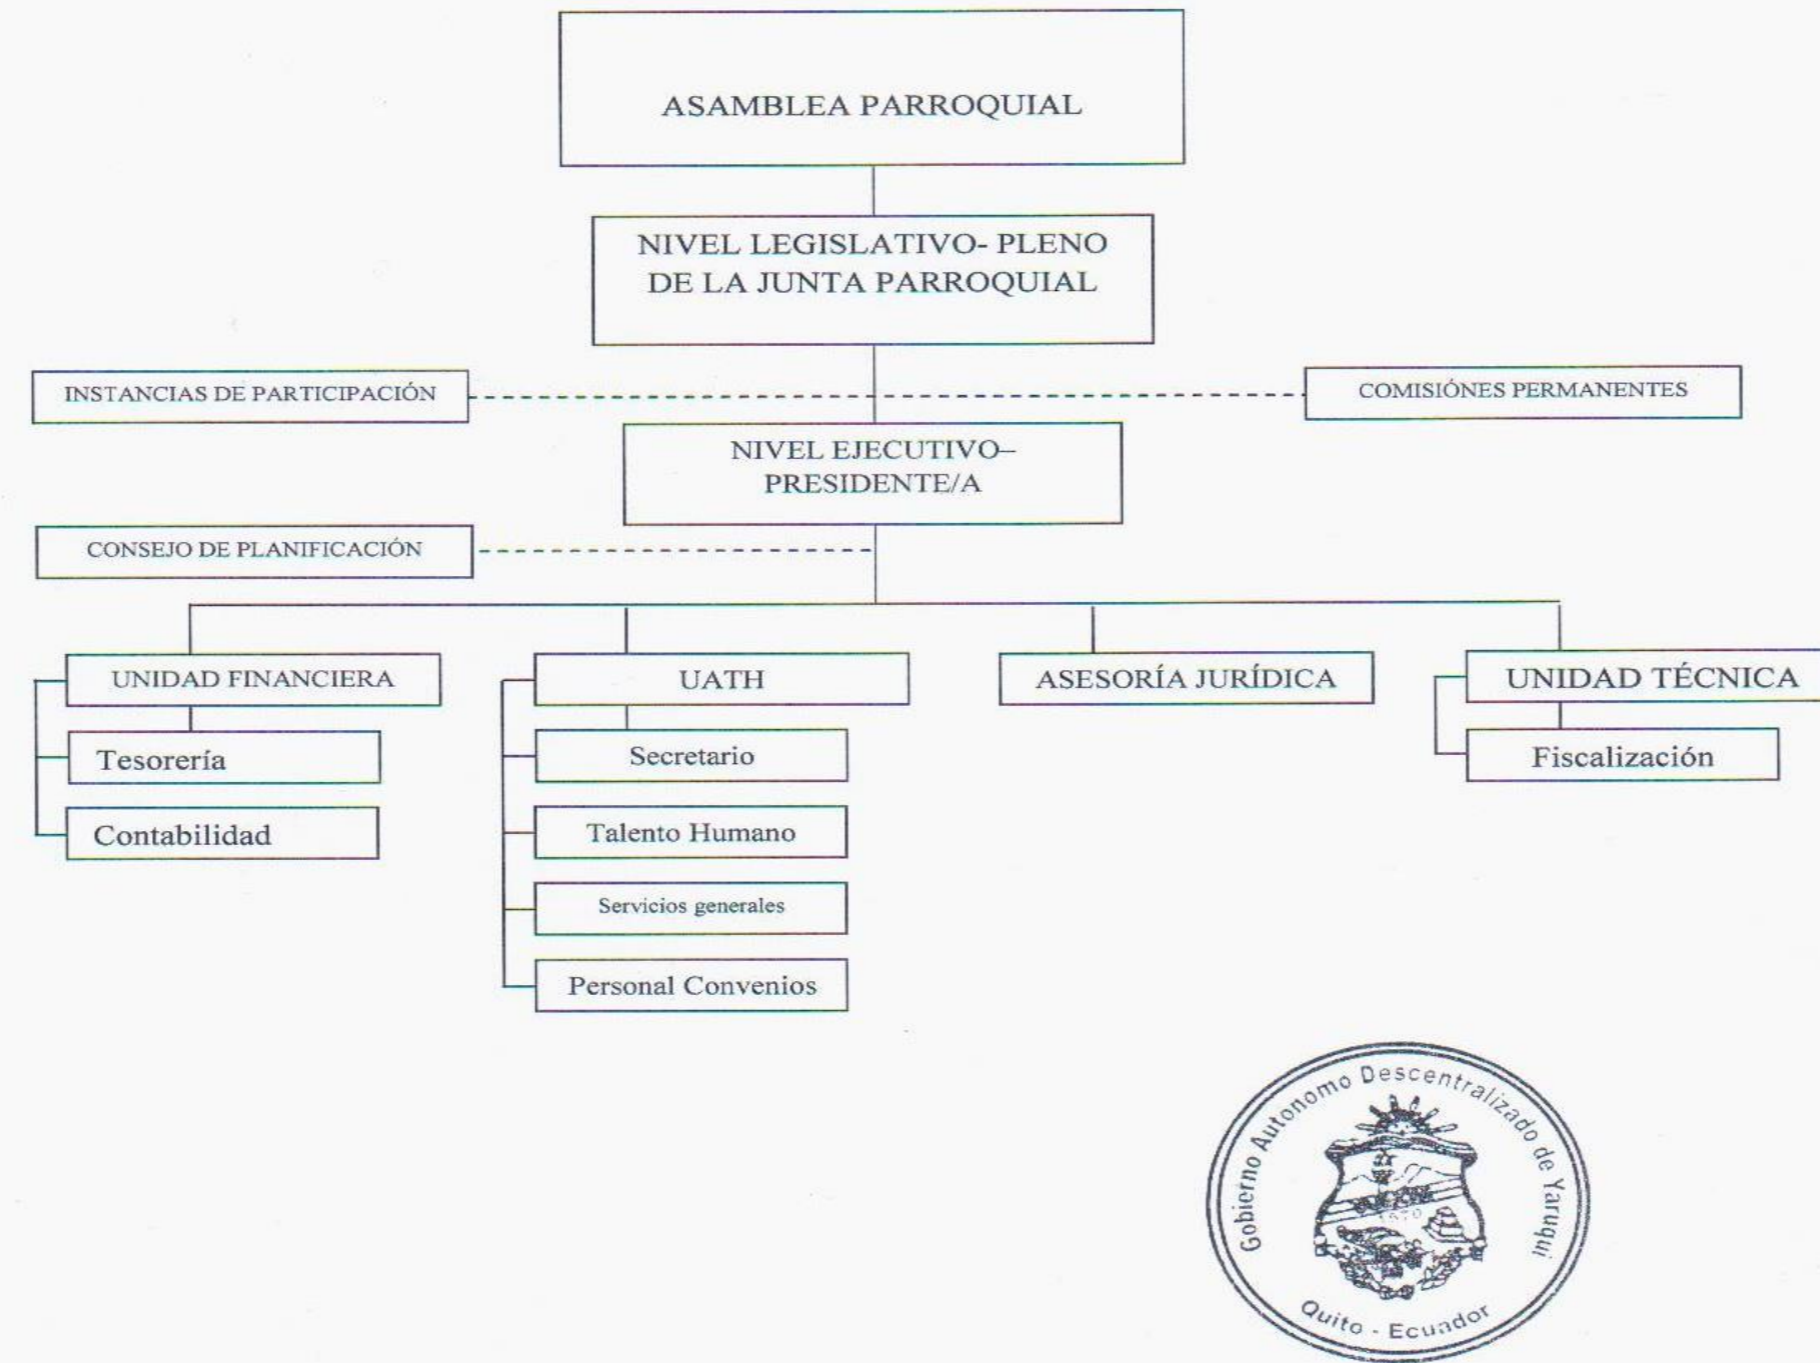 ASAMBLEA PARROQUIAL
NIVEL LEGISLATIVO- PLENO
DE LA JUNTA PARROQUIAL
INSTANCIAS DE PARTICIPACIÓN
COMISIÓNES PERMANENTES
NIVEL EJECUTIVO–
PRESIDENTE/A
CONSEJO DE PLANIFICACIÓN
UNIDAD FINANCIERA
UATH
ASESORÍA JURÍDICA
UNIDAD TÉCNICA
Tesorería
Secretario
Fiscalización
Contabilidad
Talento Humano
Servicios generales
Personal Convenios
Gobierno Autonomo Descentralizado de Yaruqui
Quito - Ecuador